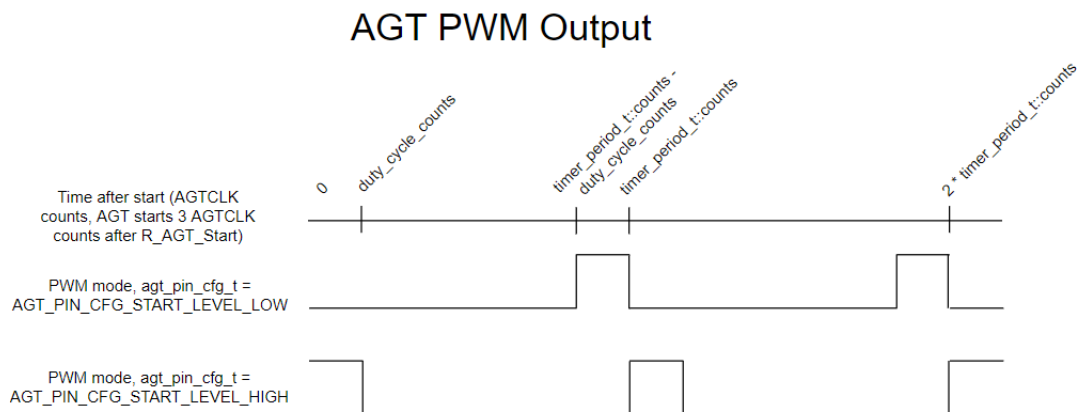 AGT PWM Output
0
duty_cycle_counts
timer_period_t::counts -
duty_cycle_counts
timer_period_t::counts
2 * timer_period_t::counts
Time after start (AGTCLK
counts, AGT starts 3 AGTCLK
counts after R_AGT_Start)
PWM mode, agt_pin_cfg_t =
AGT_PIN_CFG_START_LEVEL_LOW
PWM mode, agt_pin_cfg_t =
AGT_PIN_CFG_START_LEVEL_HIGH